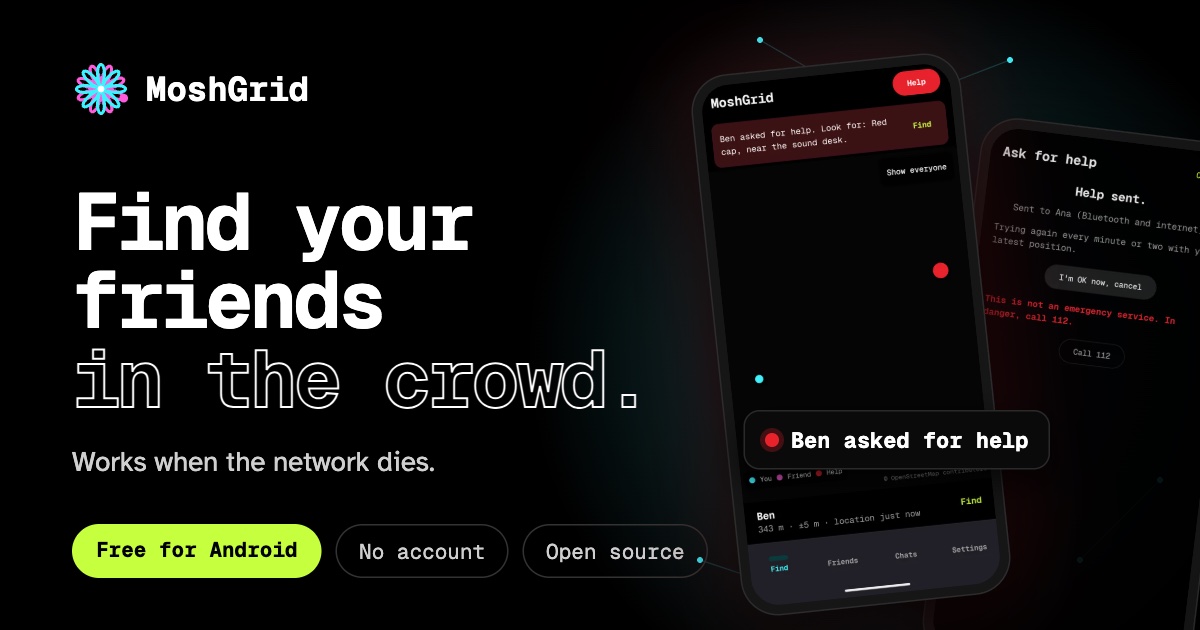 MoshGrid
Find your
friends
in the crowd.
Works when the network dies.
Free for Android
No account
Open source
MoshGrid
Help
Ben asked for help. Look for: Red
cap, near the sound desk.
Find
Show everyone
Ben asked for help
You
Friend
Help
OpenStreetMap
Ben
343 m · ±5 m · location just now
Find
Find
Friends
Chats
Settings
Ask for help
Help sent.
Sent to Ana (Bluetooth and internet
Trying again every minute or two with
latest position.
I'm OK now, cancel
This is not an emergency service. In
danger, call 112.
Call 112